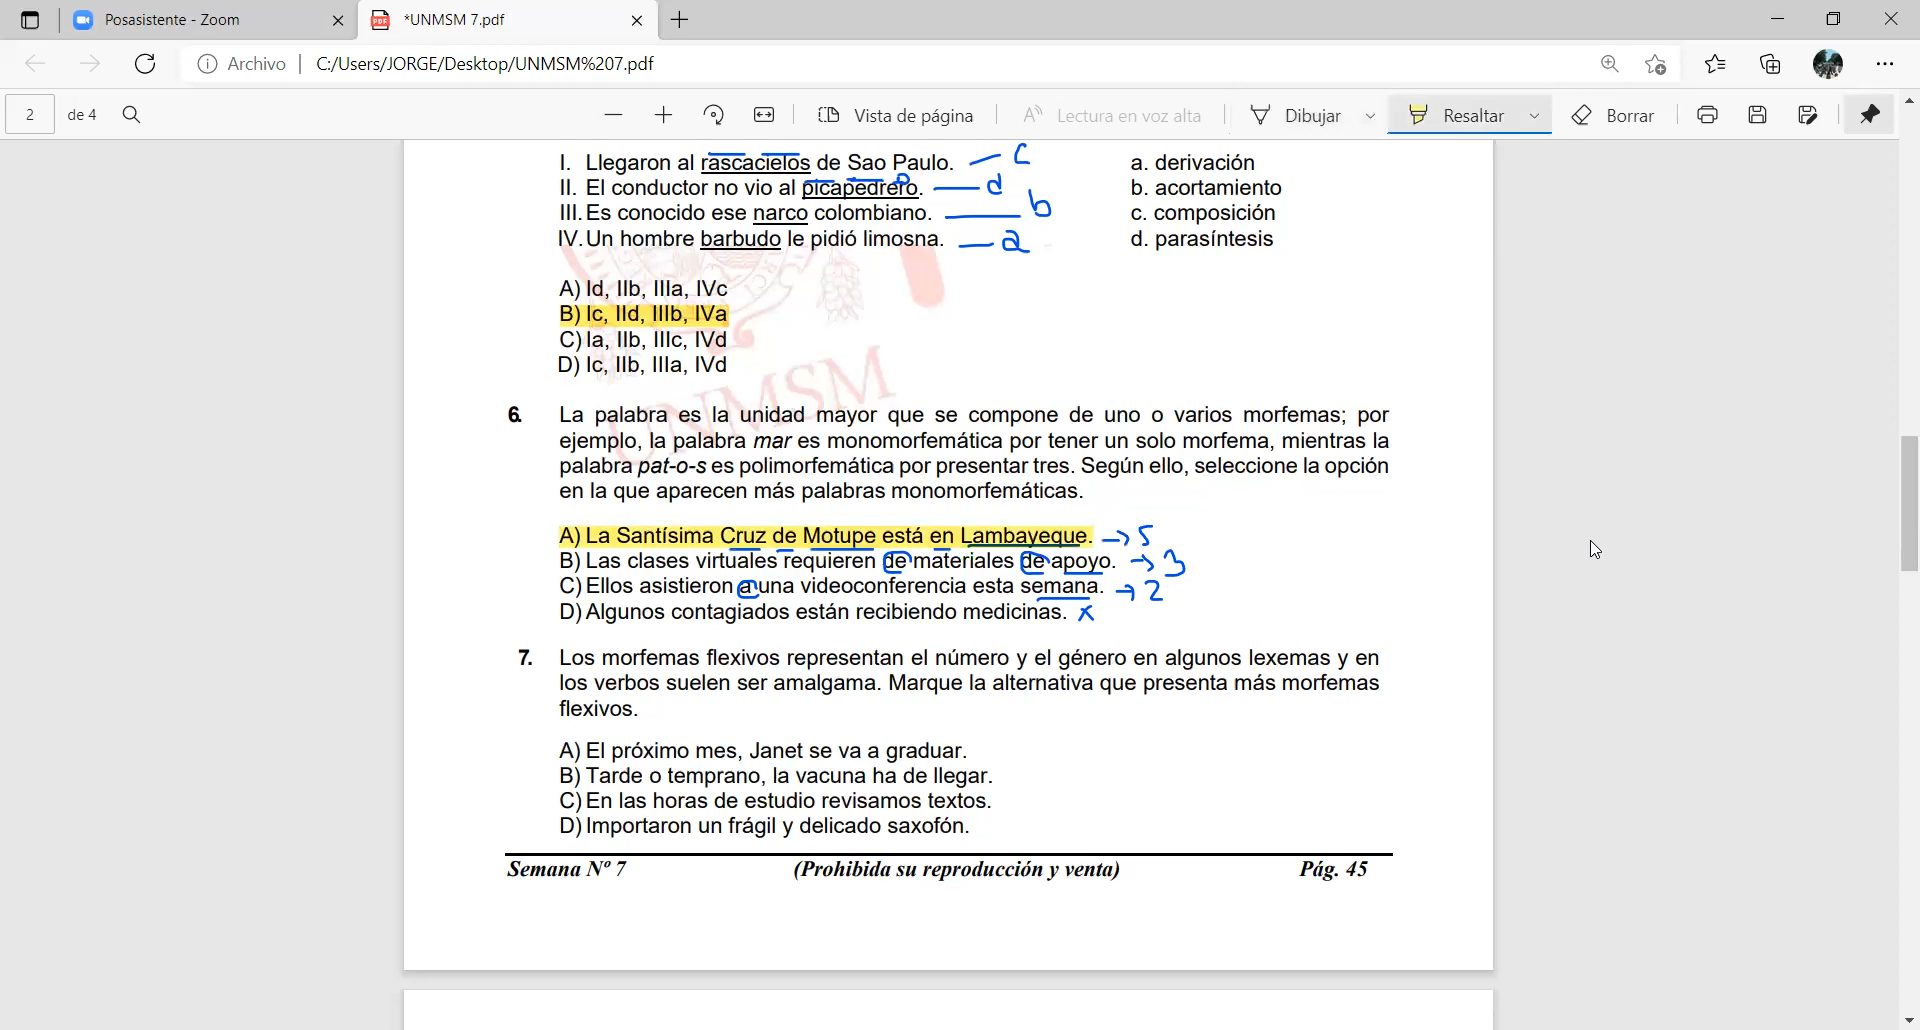 Posasistente - Zoom
*UNMSM 7.pdf
Archivo | C:/Users/JORGE/Desktop/UNMSM%207.pdf
2 de 4
Vista de página
Lectura en voz alta
Dibujar
Resaltar
Borrar
I. Llegaron al rascacielos de Sao Paulo. — c a. derivación
II. El conductor no vio al picapedrero. — d b. acortamiento
III. Es conocido ese narco colombiano. — b c. composición
IV. Un hombre barbudo le pidió limosna. — a d. parasíntesis
A) Id, IIb, IIIa, IVc
B) Ic, IId, IIIb, IVa
C) Ia, IIb, IIIc, IVd
D) Ic, IIb, IIIa, IVd
UNMSM
6. La palabra es la unidad mayor que se compone de uno o varios morfemas; por
ejemplo, la palabra mar es monomorfemática por tener un solo morfema, mientras la
palabra pat-o-s es polimorfemática por presentar tres. Según ello, seleccione la opción
en la que aparecen más palabras monomorfemáticas.
A) La Santísima Cruz de Motupe está en Lambayeque. → 5
B) Las clases virtuales requieren de materiales de apoyo. → 3
C) Ellos asistieron a una videoconferencia esta semana. → 2
D) Algunos contagiados están recibiendo medicinas. x
7. Los morfemas flexivos representan el número y el género en algunos lexemas y en
los verbos suelen ser amalgama. Marque la alternativa que presenta más morfemas
flexivos.
A) El próximo mes, Janet se va a graduar.
B) Tarde o temprano, la vacuna ha de llegar.
C) En las horas de estudio revisamos textos.
D) Importaron un frágil y delicado saxofón.
Semana Nº 7 (Prohibida su reproducción y venta) Pág. 45